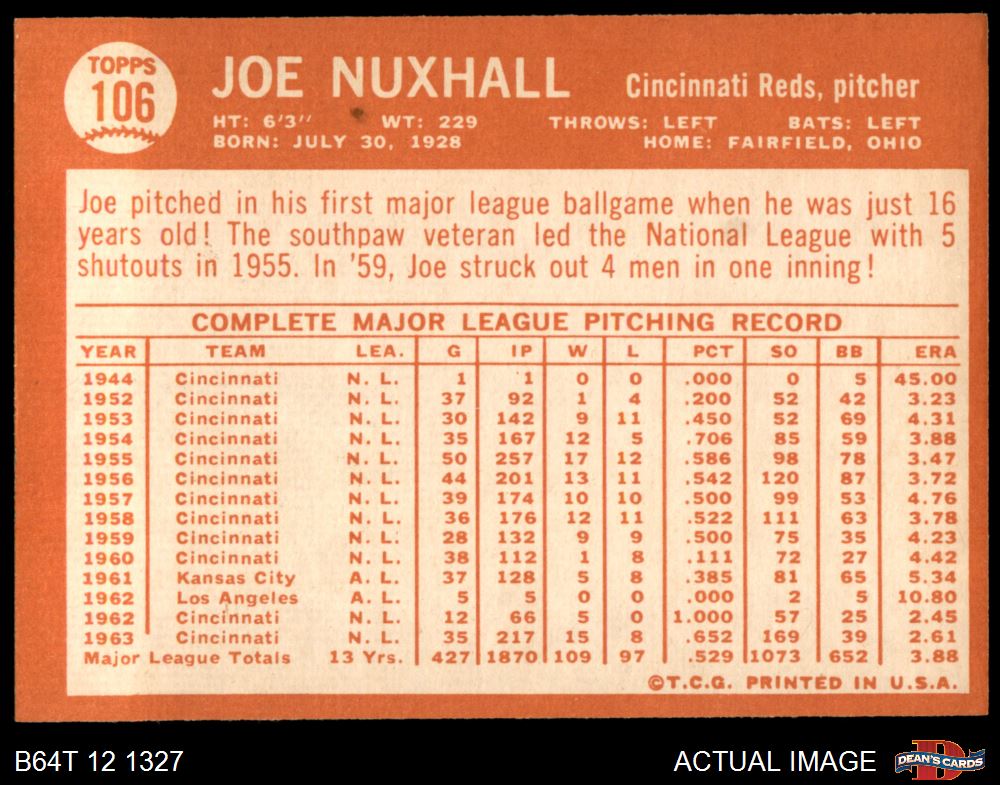 TOPPS
106
JOE NUXHALL
Cincinnati Reds, pitcher
HT: 6'3" WT: 229 THROWS: LEFT BATS: LEFT
BORN: JULY 30, 1928 HOME: FAIRFIELD, OHIO
Joe pitched in his first major league ballgame when he was just 16
years old! The southpaw veteran led the National League with 5
shutouts in 1955. In '59, Joe struck out 4 men in one inning!
COMPLETE MAJOR LEAGUE PITCHING RECORD
YEAR TEAM LEA. G IP W L PCT SO BB ERA
1944 Cincinnati N. L. 1 1 0 0 .000 0 5 45.00
1952 Cincinnati N. L. 37 92 1 4 .200 52 42 3.23
1953 Cincinnati N. L. 30 142 9 11 .450 52 69 4.31
1954 Cincinnati N. L. 35 167 12 5 .706 85 59 3.88
1955 Cincinnati N. L. 50 257 17 12 .586 98 78 3.47
1956 Cincinnati N. L. 44 201 13 11 .542 120 87 3.72
1957 Cincinnati N. L. 39 174 10 10 .500 99 53 4.76
1958 Cincinnati N. L. 36 176 12 11 .522 111 63 3.78
1959 Cincinnati N. L. 28 132 9 9 .500 75 35 4.23
1960 Cincinnati N. L. 38 112 1 8 .111 72 27 4.42
1961 Kansas City A. L. 37 128 5 8 .385 81 65 5.34
1962 Los Angeles A. L. 5 5 0 0 .000 2 5 10.80
1962 Cincinnati N. L. 12 66 5 0 1.000 57 25 2.45
1963 Cincinnati N. L. 35 217 15 8 .652 169 39 2.61
Major League Totals 13 Yrs. 427 1870 109 97 .529 1073 652 3.88
©T.C.G. PRINTED IN U.S.A.
B64T 12 1327
ACTUAL IMAGE
DEAN'S CARDS